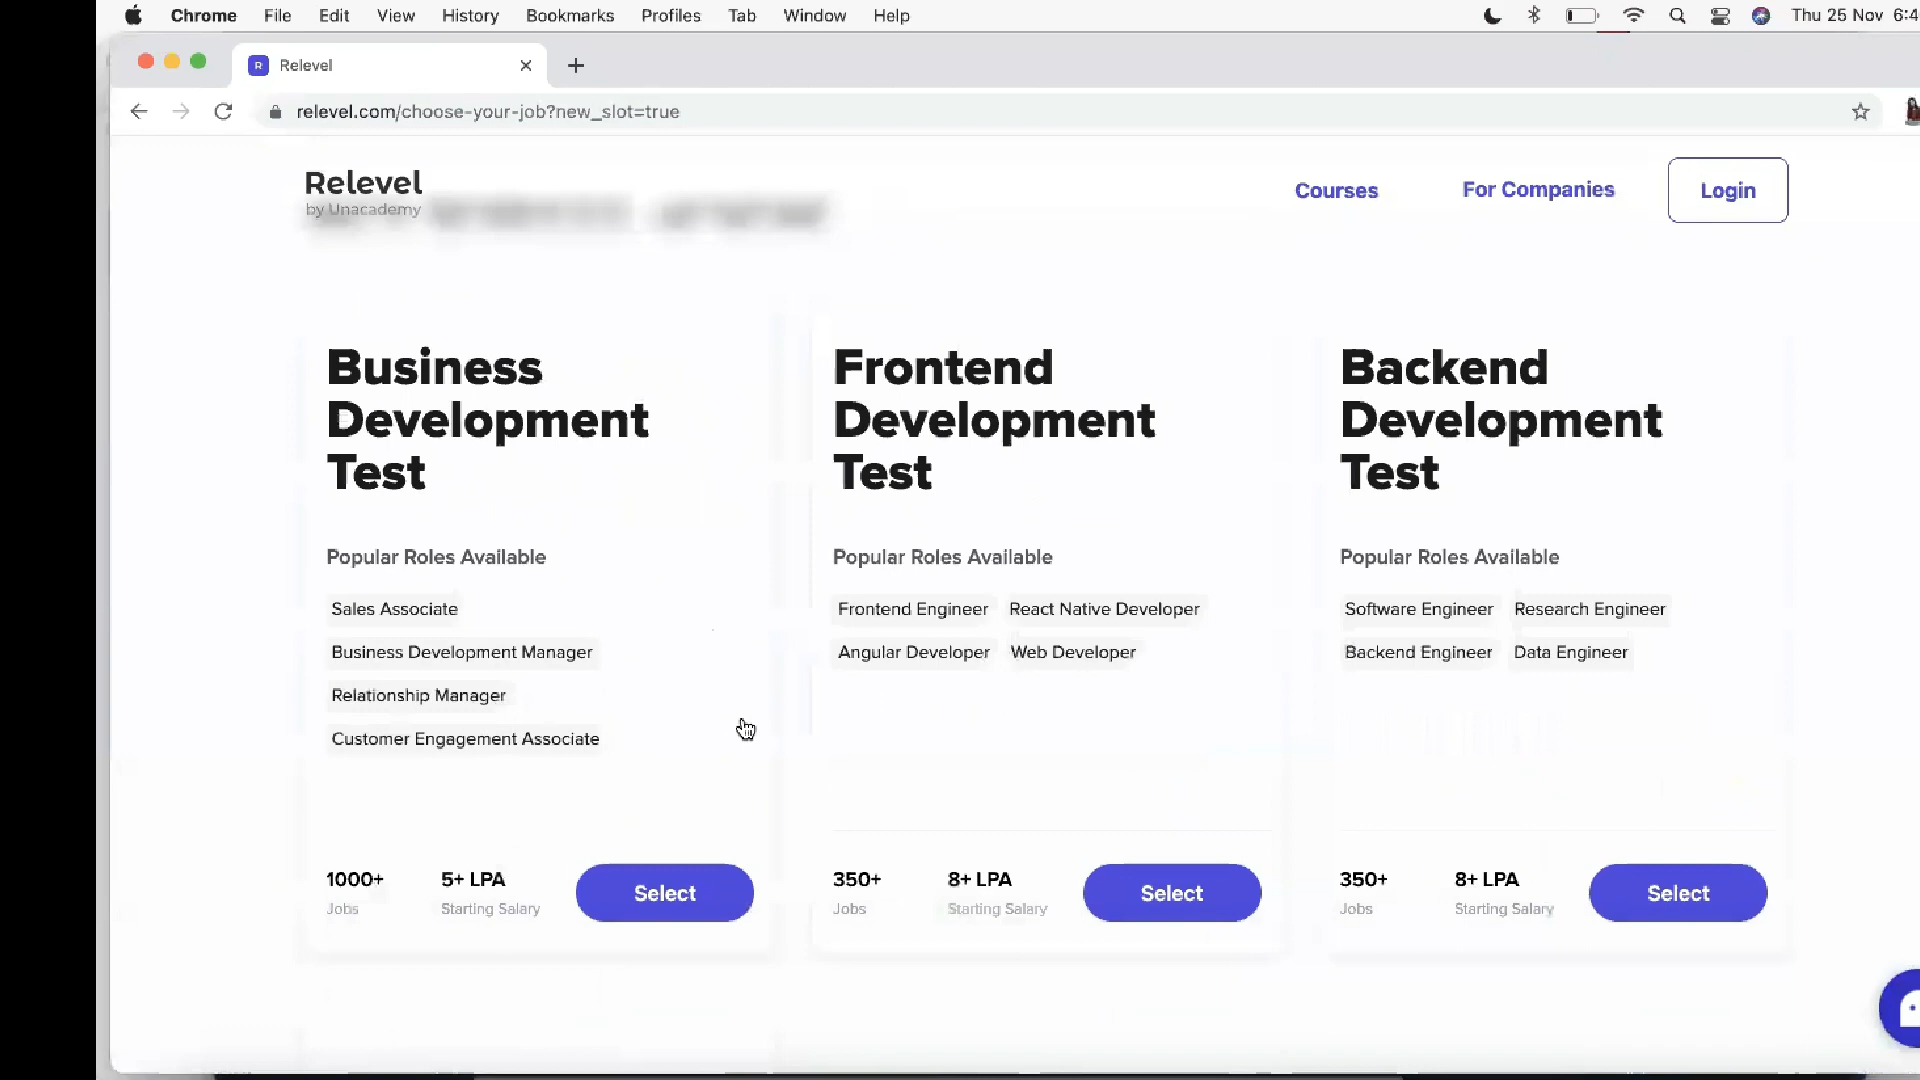 Chrome File Edit View History Bookmarks Profiles Tab Window Help Thu 25 Nov 6:4
R Relevel
relevel.com/choose-your-job?new_slot=true
Relevel
by Unacademy
Courses For Companies Login
Business
Development
Test
Popular Roles Available
Sales Associate
Business Development Manager
Relationship Manager
Customer Engagement Associate
1000+ 5+ LPA
Jobs Starting Salary
Select
Frontend
Development
Test
Popular Roles Available
Frontend Engineer React Native Developer
Angular Developer Web Developer
350+ 8+ LPA
Jobs Starting Salary
Select
Backend
Development
Test
Popular Roles Available
Software Engineer Research Engineer
Backend Engineer Data Engineer
350+ 8+ LPA
Jobs Starting Salary
Select